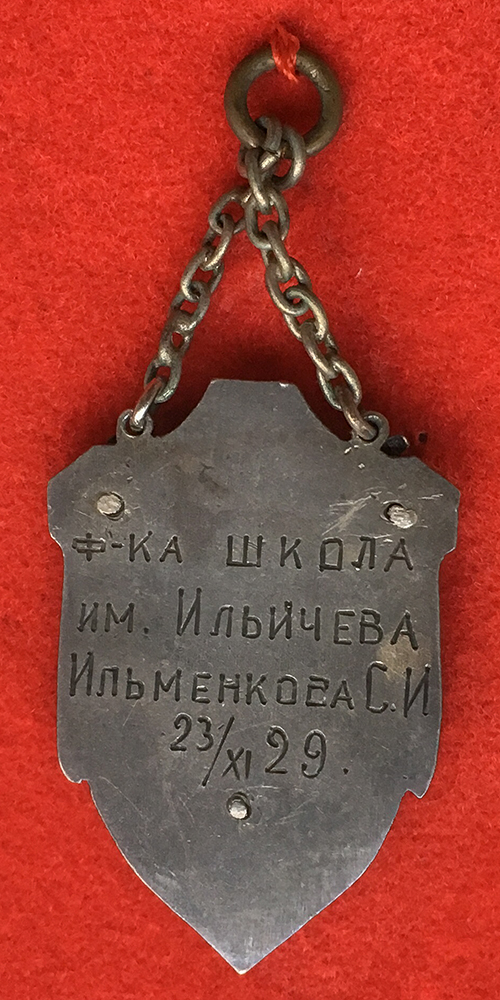 Ф-КА ШКОЛА
им. Ильичева
Ильменкова С.И
23/XI 29.